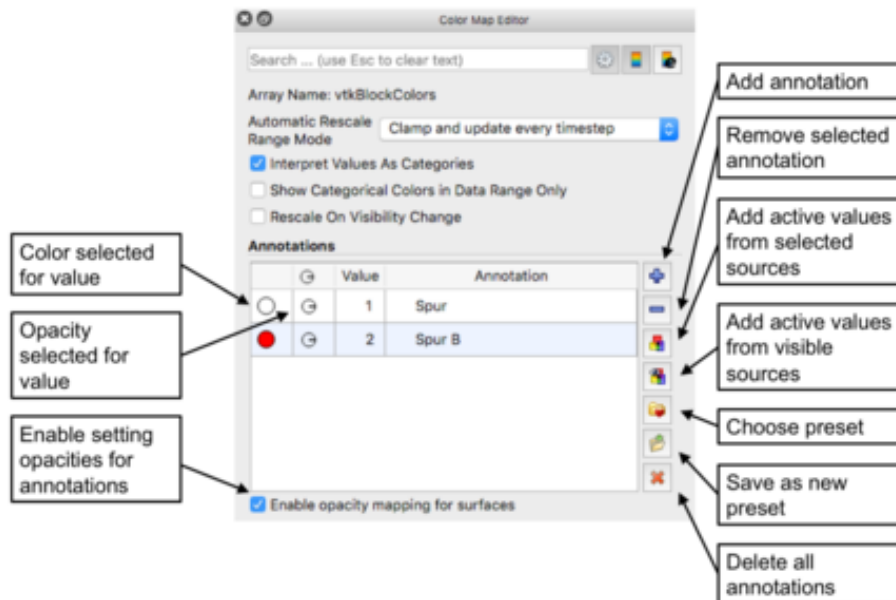 Color Map Editor
Search ... (use Esc to clear text)
Array Name: vtkBlockColors
Automatic Rescale
Range Mode
Clamp and update every timestep
Interpret Values As Categories
Show Categorical Colors in Data Range Only
Rescale On Visibility Change
Annotations
Value Annotation
1 Spur
2 Spur B
Enable opacity mapping for surfaces
Color selected
for value
Opacity
selected for
value
Enable setting
opacities for
annotations
Add annotation
Remove selected
annotation
Add active values
from selected
sources
Add active values
from visible
sources
Choose preset
Save as new
preset
Delete all
annotations